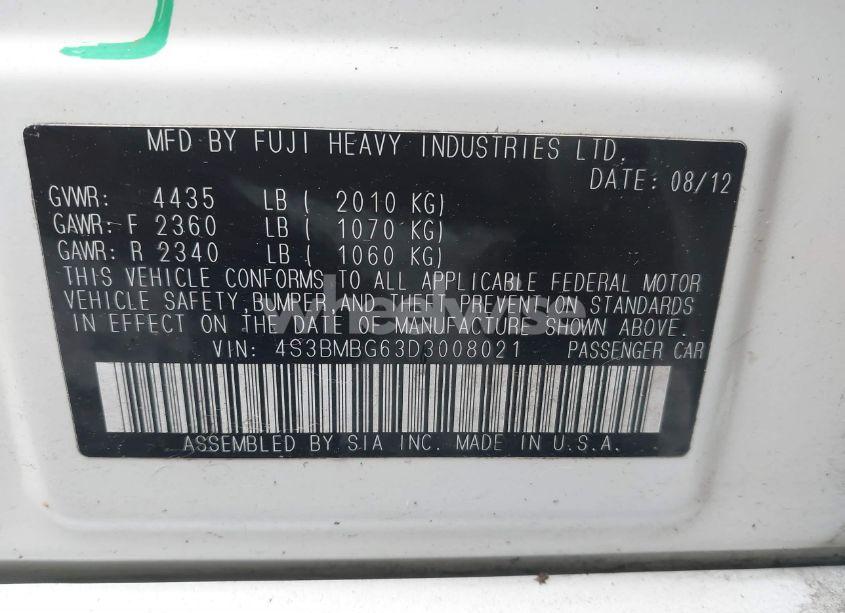 MFD BY FUJI HEAVY INDUSTRIES LTD.
DATE: 08/12
GVWR: 4435 LB ( 2010 KG)
GAWR: F 2360 LB ( 1070 KG)
GAWR: R 2340 LB ( 1060 KG)
THIS VEHICLE CONFORMS TO ALL APPLICABLE FEDERAL MOTOR
VEHICLE SAFETY,BUMPER,AND THEFT PREVENTION STANDARDS
IN EFFECT ON THE DATE OF MANUFACTURE SHOWN ABOVE.
wheelwise
VIN: 4S3BMBG63D3008021 PASSENGER CAR
ASSEMBLED BY SIA INC. MADE IN U.S.A.